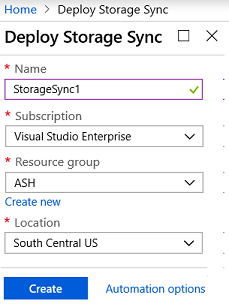 Home > Deploy Storage Sync
Deploy Storage Sync
* Name
StorageSync1
* Subscription
Visual Studio Enterprise
* Resource group
ASH
Create new
* Location
South Central US
Create Automation options